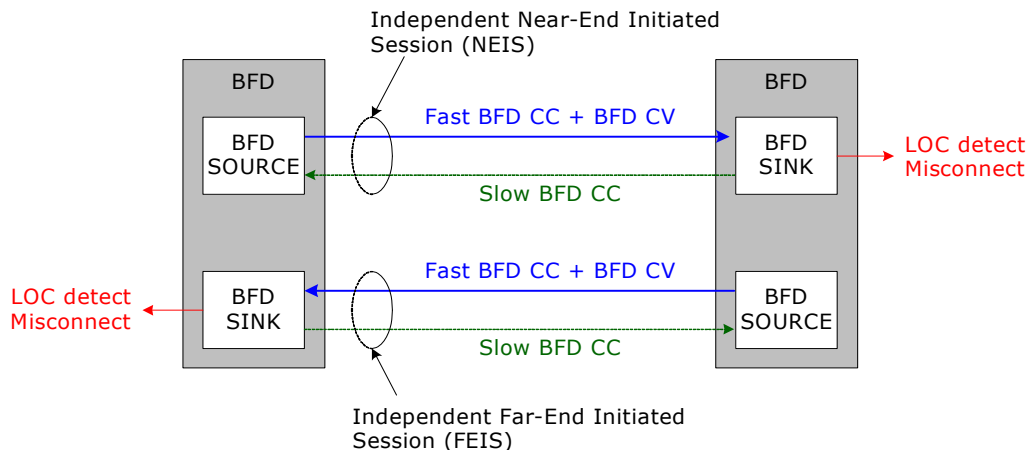 Independent Near-End Initiated
Session (NEIS)
BFD
BFD
BFD
SOURCE
Fast BFD CC + BFD CV
BFD
SINK
LOC detect
Misconnect
Slow BFD CC
LOC detect
Misconnect
BFD
SINK
Fast BFD CC + BFD CV
BFD
SOURCE
Slow BFD CC
Independent Far-End Initiated
Session (FEIS)